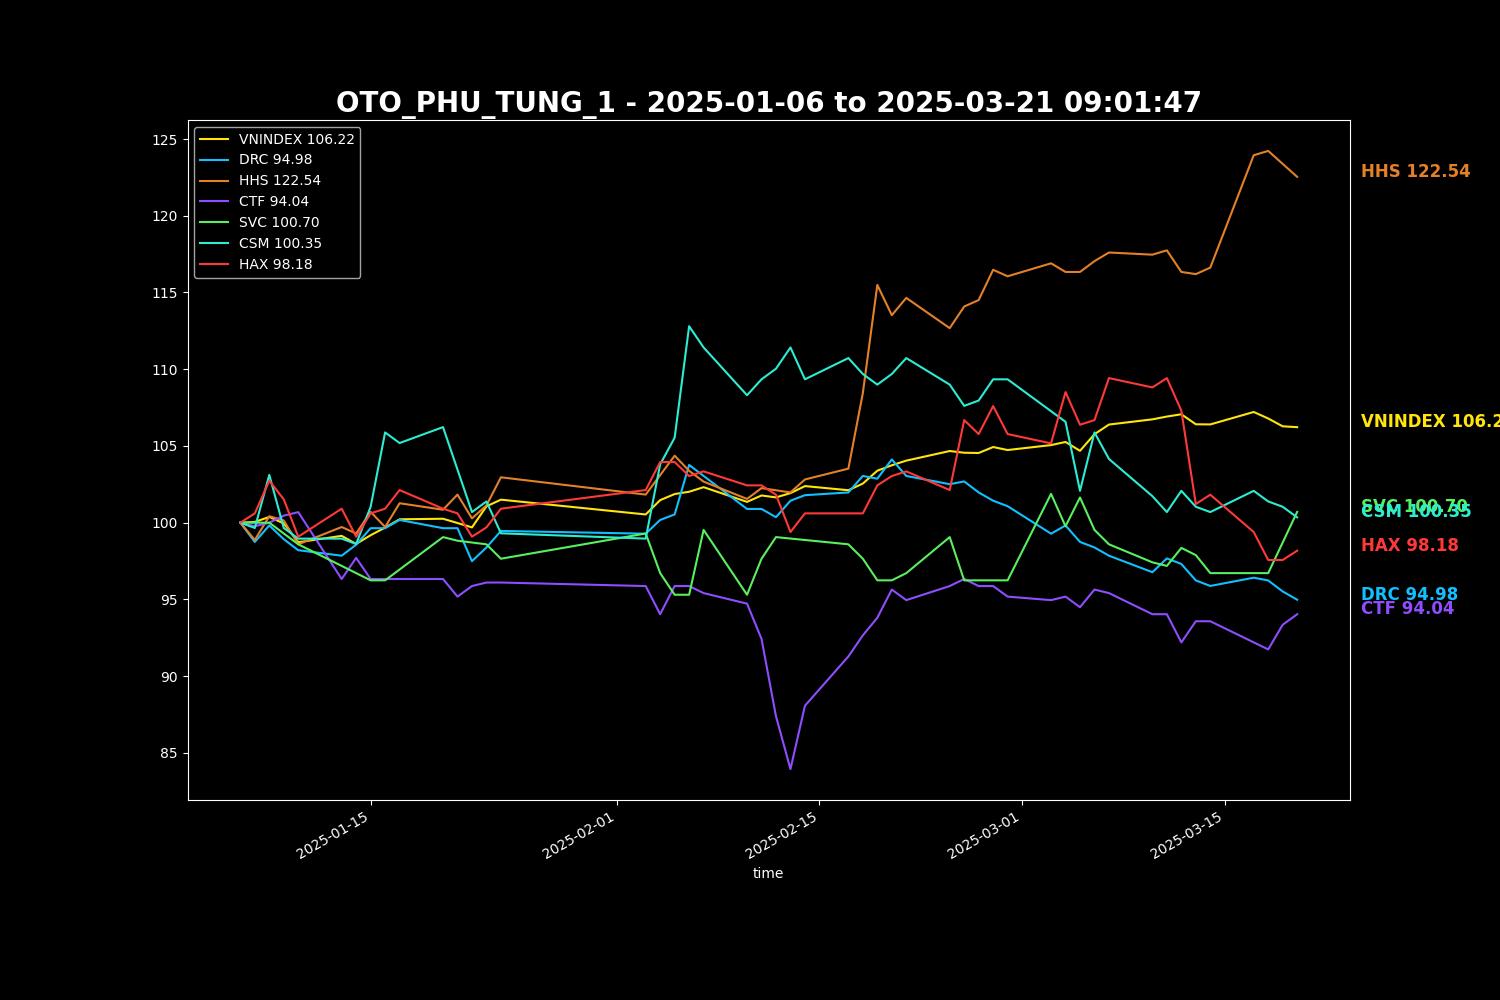 OTO_PHU_TUNG_1 - 2025-01-06 to 2025-03-21 09:01:47
VNINDEX 106.22
DRC 94.98
HHS 122.54
CTF 94.04
SVC 100.70
CSM 100.35
HAX 98.18
125
120
115
110
105
100
95
90
85
HHS 122.54
VNINDEX 106.2
SVC 100.70
CSM 100.35
HAX 98.18
DRC 94.98
CTF 94.04
2025-01-15
2025-02-01
2025-02-15
2025-03-01
2025-03-15
time